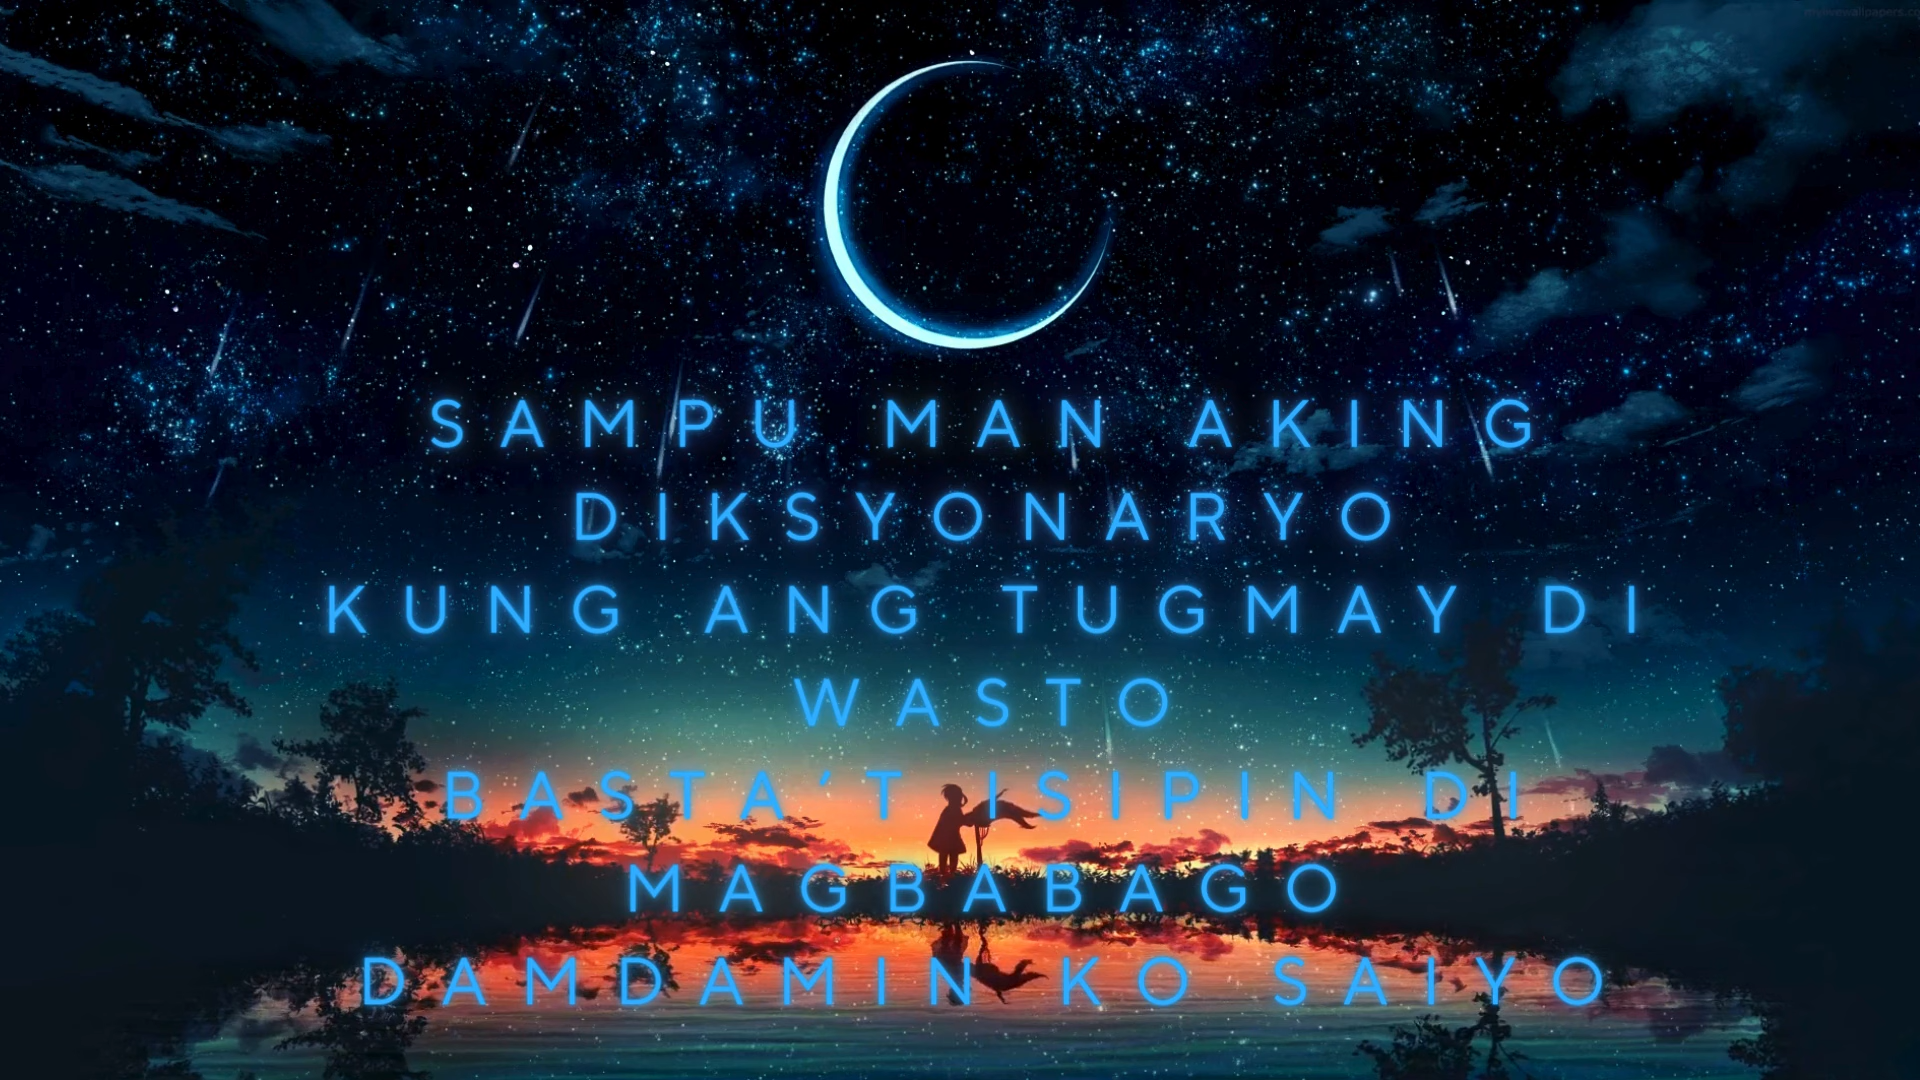 SAMPU MAN AKING
DIKSYONARYO
KUNG ANG TUGMAY DI
WASTO
BASTA'T ISIPIN DI
MAGBABAGO
DAMDAMIN KO SAIYO